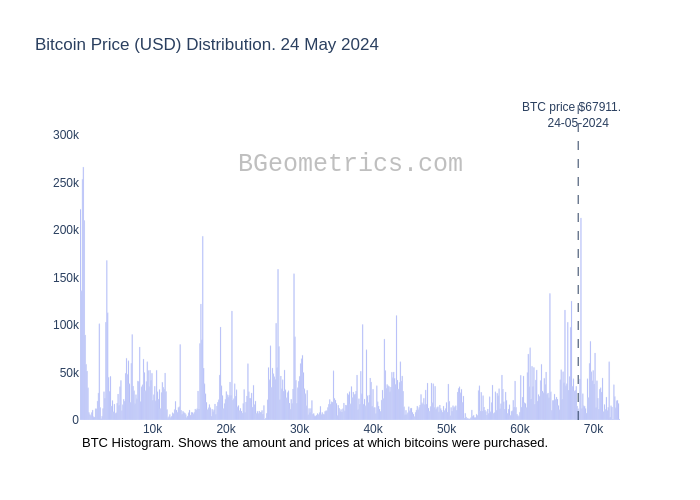 Bitcoin Price (USD) Distribution. 24 May 2024
BTC price $67911.
24-05-2024
300k
BGeometrics.com
250k
200k
150k
100k
50k
0
10k 20k 30k 40k 50k 60k 70k
BTC Histogram. Shows the amount and prices at which bitcoins were purchased.